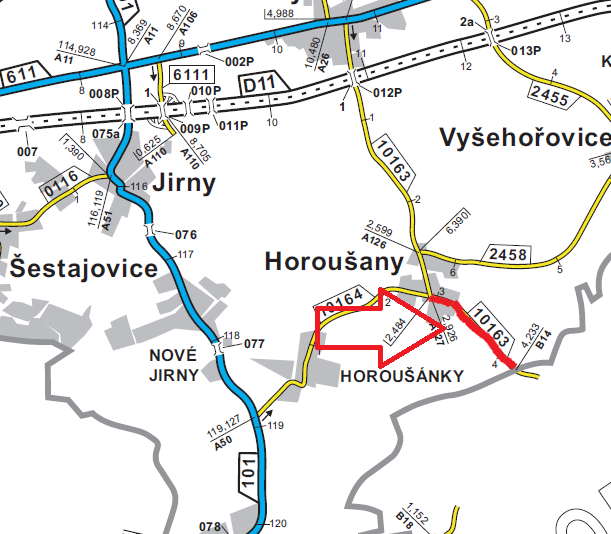 114
8,369
A11
8,670
A106
4,988
10,480
A26
11
11
2a
3
013P
13
12
114,928
A11
9
002P
611
8
6111
D11
008P
1
010P
009P
011P
10
10
012P
1
4
2455
007
8
075a
0,625
A110
8,705
A110
1
Vyšehořovice
1,390
0116
1
116
Jirny
116,119
A51
10163
2
3,56
076
117
2,599
A126
6,390
2458
6
5
Šestajovice
Horoušany
10164
2
3
2,484
2,926
A27
10163
4,233
B14
4
118
077
NOVÉ
JIRNY
HOROUŠÁNKY
119,127
A50
119
101
078
120
1,152
B18